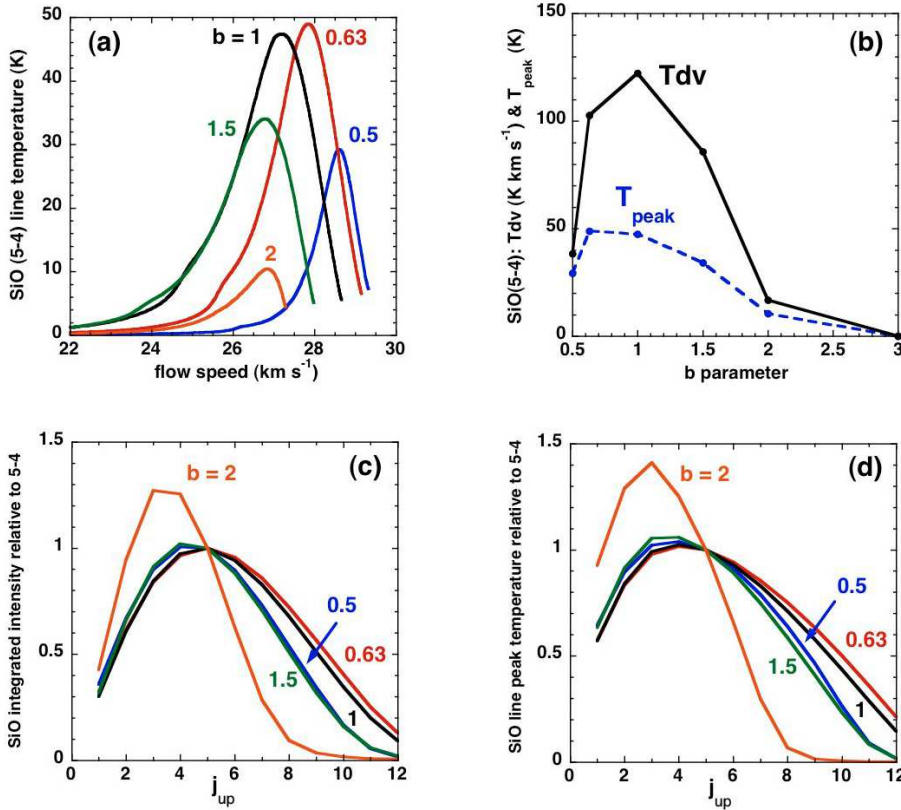 (a)
b = 1
0.63
1.5
0.5
2
SiO (5-4) line temperature (K)
50
40
30
20
10
0
22 24 26 28 30
flow speed (km s⁻¹)
(b)
Tdv
T_peak
SiO(5-4): Tdv (K km s⁻¹) & T_peak (K)
150
100
50
0
0.5 1 1.5 2 2.5 3
b parameter
(c)
b = 2
0.5
0.63
1.5
1
SiO integrated intensity relative to 5-4
1.5
1
0.5
0
0 2 4 6 8 10 12
j_up
(d)
b = 2
0.5
0.63
1.5
1
SiO line peak temperature relative to 5-4
1.5
1
0.5
0
0 2 4 6 8 10 12
j_up